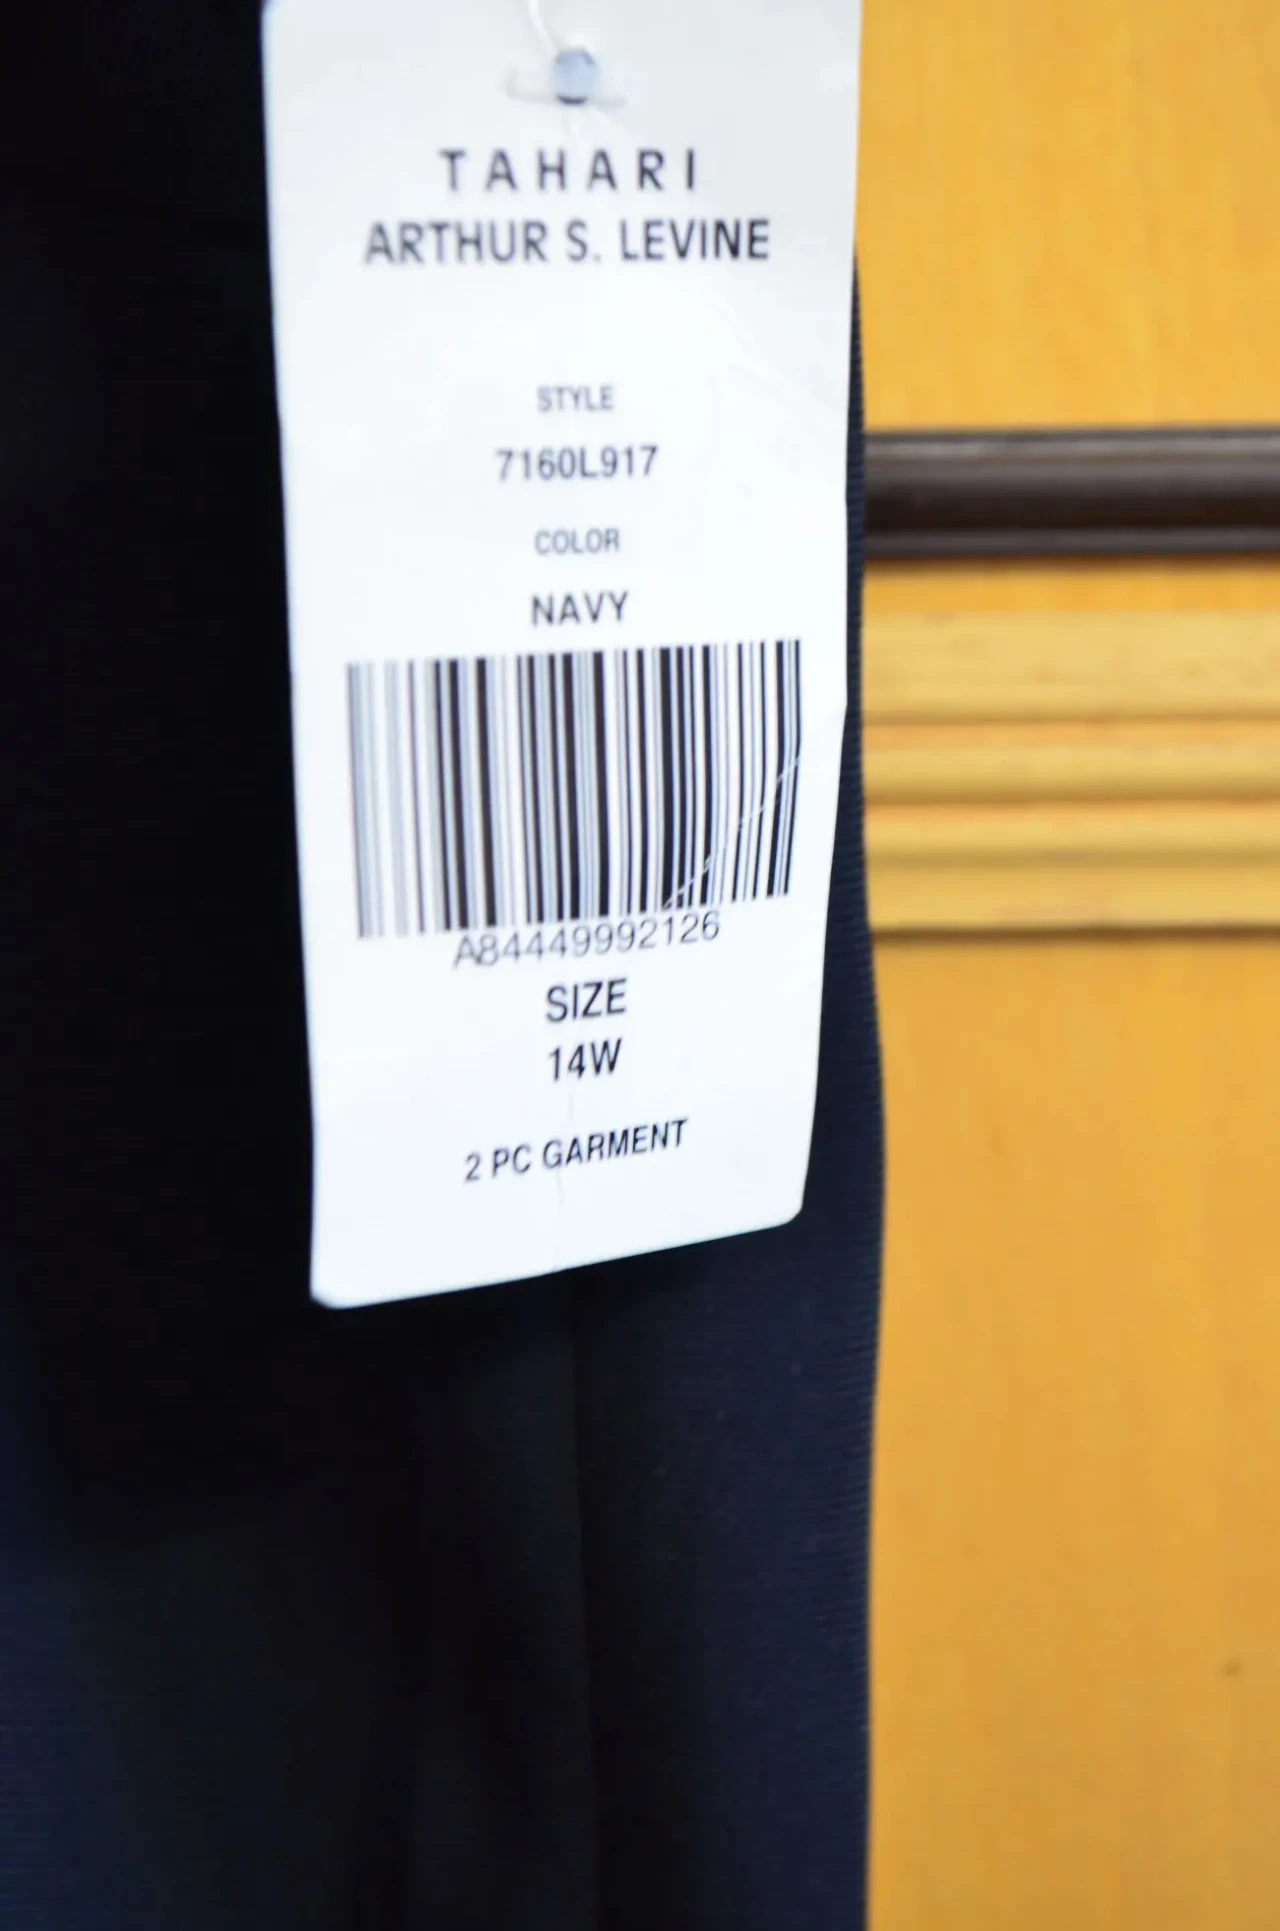 TAHARI
ARTHUR S. LEVINE
STYLE
7160L917
COLOR
NAVY
A84449992126
SIZE
14W
2 PC GARMENT